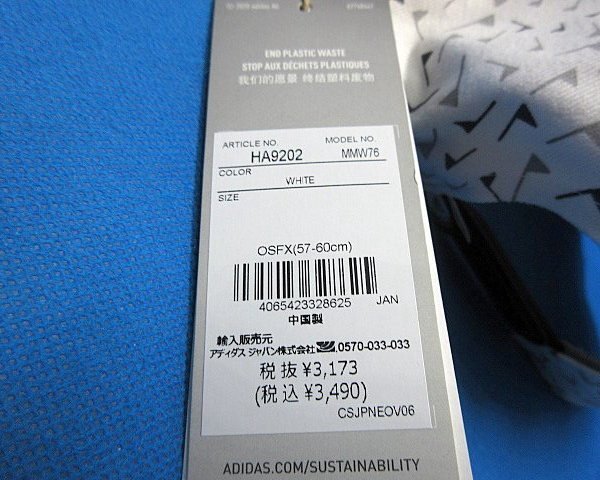 END PLASTIC WASTE
STOP AUX DÉCHETS PLASTIQUES
我们的愿景 终结塑料废物
ARTICLE NO. MODEL NO.
HA9202 MMW76
COLOR
WHITE
SIZE
OSFX(57-60cm)
4065423328625 JAN
中国製
輸入販売元
アディダス ジャパン株式会社 0570-033-033
税 抜 ¥3,173
(税 込 ¥3,490)
CSJPNEOV06
ADIDAS.COM/SUSTAINABILITY